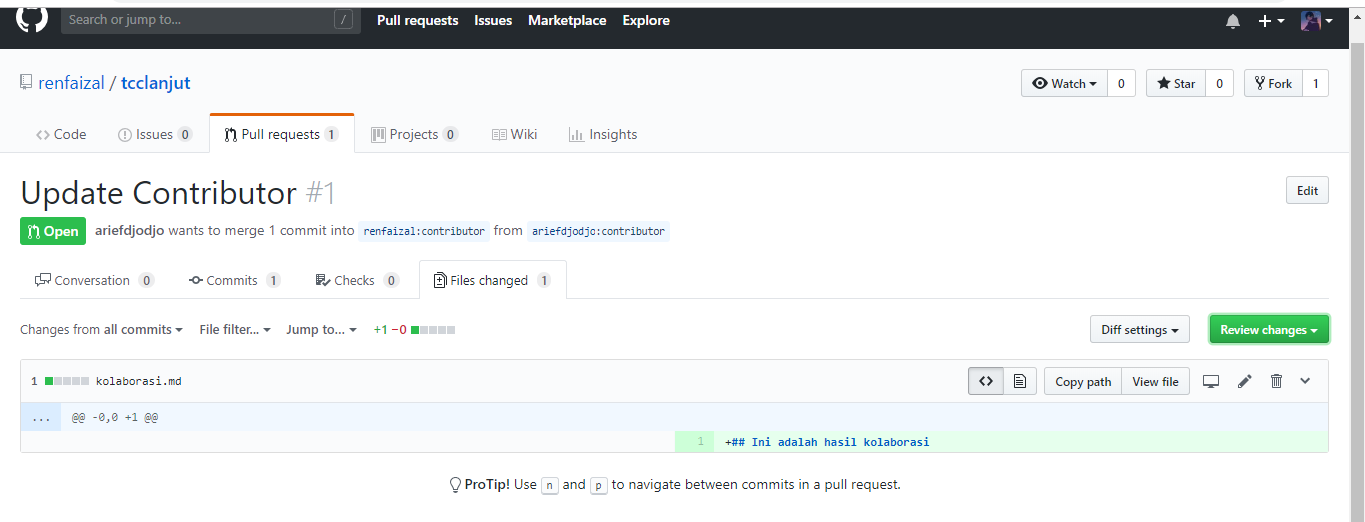 Search or jump to... / Pull requests Issues Marketplace Explore
renfaizal / tcclanjut Watch 0 Star 0 Fork 1
Code Issues 0 Pull requests 1 Projects 0 Wiki Insights
Update Contributor #1 Edit
Open ariefdjodjo wants to merge 1 commit into renfaizal:contributor from ariefdjodjo:contributor
Conversation 0 Commits 1 Checks 0 Files changed 1
Changes from all commits File filter... Jump to... +1 −0 Diff settings Review changes
1 kolaborasi.md <> Copy path View file
... @@ -0,0 +1 @@
1 +## Ini adalah hasil kolaborasi
ProTip! Use n and p to navigate between commits in a pull request.